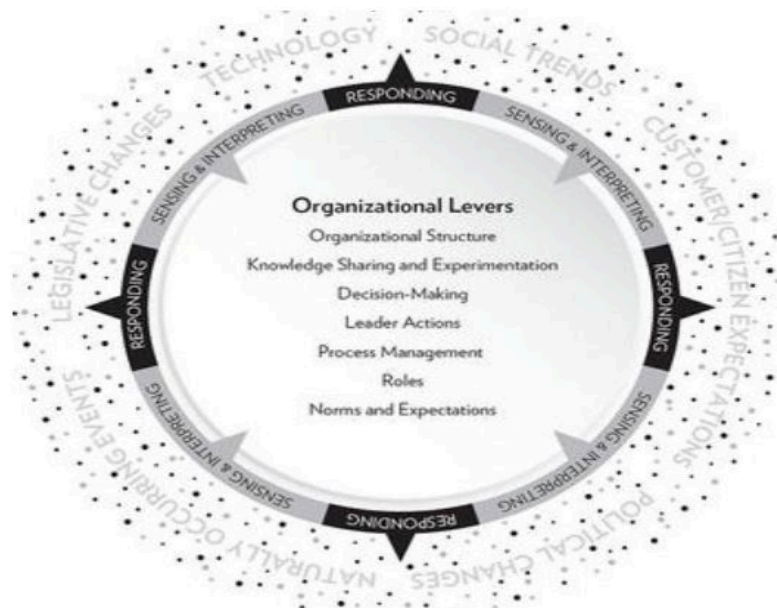 TECHNOLOGY
SOCIAL TRENDS
CUSTOMER/CITIZEN EXPECTATIONS
POLITICAL CHANGES
NATURALLY OCCURRING EVENTS
LEGISLATIVE CHANGES
RESPONDING
SENSING & INTERPRETING
RESPONDING
SENSING & INTERPRETING
RESPONDING
SENSING & INTERPRETING
RESPONDING
SENSING & INTERPRETING
Organizational Levers
Organizational Structure
Knowledge Sharing and Experimentation
Decision-Making
Leader Actions
Process Management
Roles
Norms and Expectations